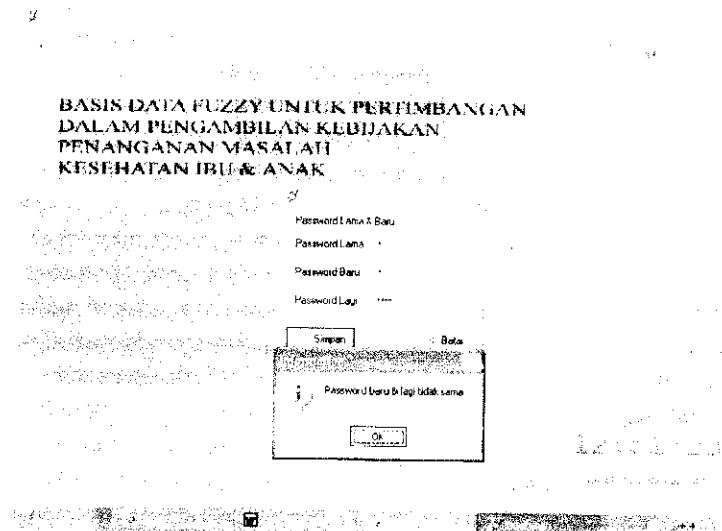 BASIS DATA FUZZY UNTUK PERTIMBANGAN
DALAM PENGAMBILAN KEBIJAKAN
PENANGANAN MASALAH
KESEHATAN IBU & ANAK
Password Lama & Baru
Password Lama *
Password Baru *
Password Lagi ****
Simpan Batal
Password baru & lagi tidak sama
OK